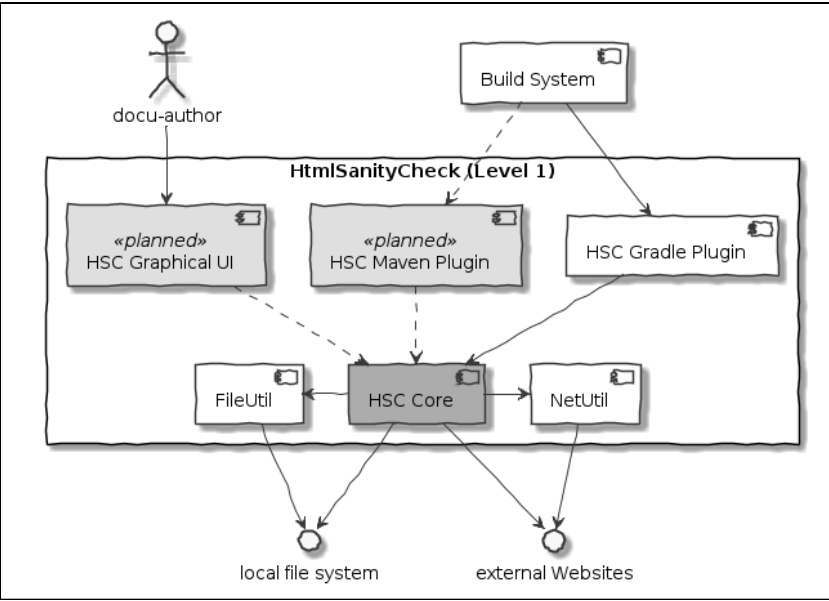 docu-author
Build System
HtmlSanityCheck (Level 1)
«planned»
HSC Graphical UI
«planned»
HSC Maven Plugin
HSC Gradle Plugin
FileUtil
HSC Core
NetUtil
local file system
external Websites